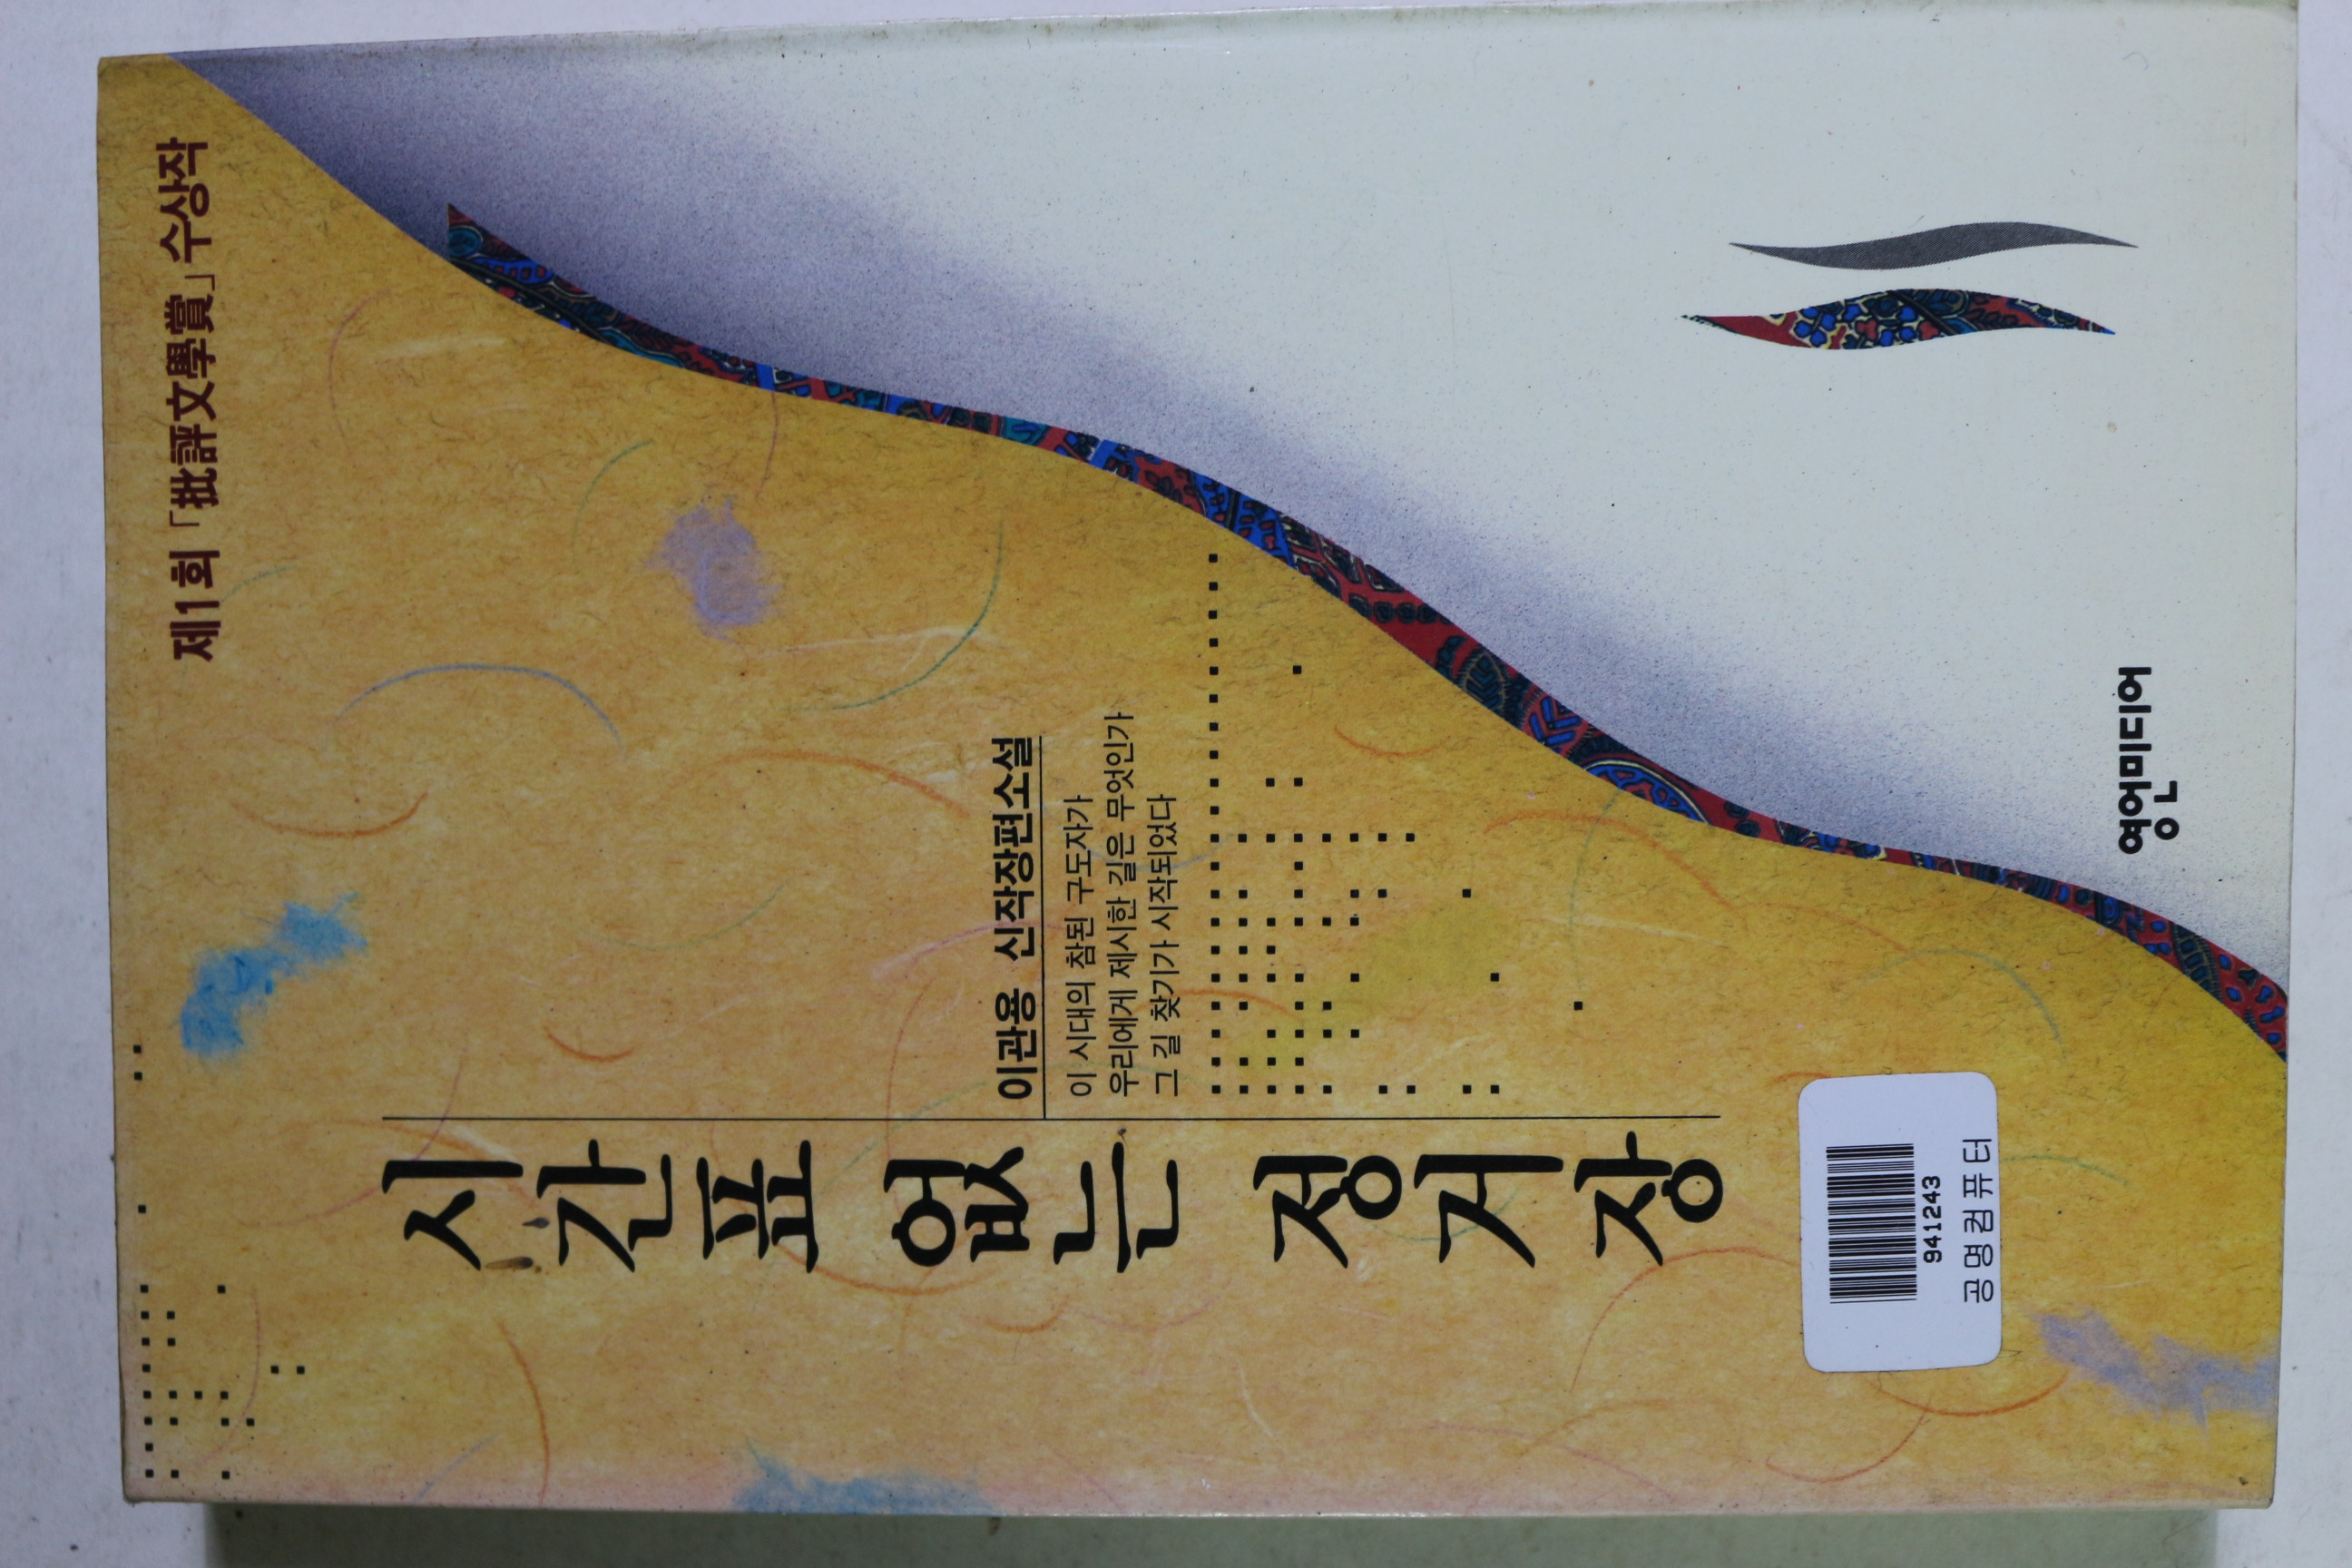 제1회 「批評文學賞」 수상작
시간표 없는 정거장
이관용 신작장편소설
이 시대의 참된 구도자가
우리에게 제시한 길은 무엇인가
그 길 찾기가 시작되었다
영언미디어
941243
공명컴퓨터